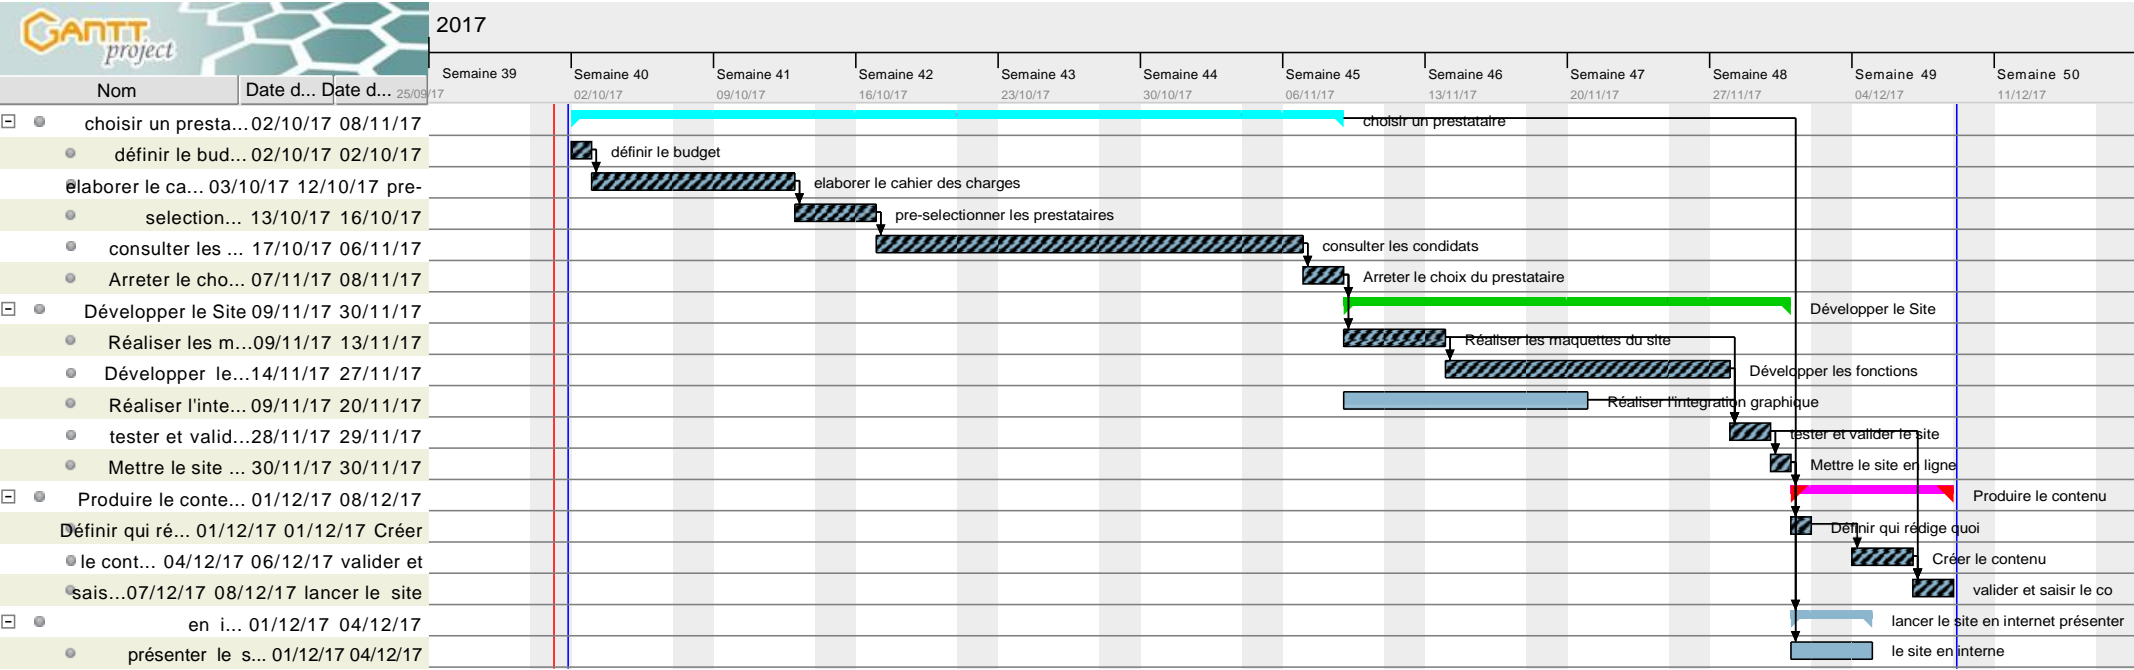 GANTT
project
2017
Semaine 39
Semaine 40
Semaine 41
Semaine 42
Semaine 43
Semaine 44
Semaine 45
Semaine 46
Semaine 47
Semaine 48
Semaine 49
Semaine 50
Nom
Date d... Date d...
25/09/17
02/10/17
09/10/17
16/10/17
23/10/17
30/10/17
06/11/17
13/11/17
20/11/17
27/11/17
04/12/17
11/12/17
choisir un presta... 02/10/17 08/11/17
choisir un prestataire
définir le bud... 02/10/17 02/10/17
définir le budget
elaborer le ca... 03/10/17 12/10/17 pre-
elaborer le cahier des charges
selection... 13/10/17 16/10/17
pre-selectionner les prestataires
consulter les ... 17/10/17 06/11/17
consulter les condidats
Arreter le cho... 07/11/17 08/11/17
Arreter le choix du prestataire
Développer le Site 09/11/17 30/11/17
Développer le Site
Réaliser les m... 09/11/17 13/11/17
Réaliser les maquettes du site
Développer le... 14/11/17 27/11/17
Développer les fonctions
Réaliser l'inte... 09/11/17 20/11/17
Réaliser l'integration graphique
tester et valid... 28/11/17 29/11/17
tester et valider le site
Mettre le site ... 30/11/17 30/11/17
Mettre le site en ligne
Produire le conte... 01/12/17 08/12/17
Produire le contenu
Définir qui ré... 01/12/17 01/12/17 Créer
Définir qui rédige quoi
le cont... 04/12/17 06/12/17 valider et
Créer le contenu
sais... 07/12/17 08/12/17 lancer le site
valider et saisir le co
en i... 01/12/17 04/12/17
lancer le site en internet présenter
présenter le s... 01/12/17 04/12/17
le site en interne